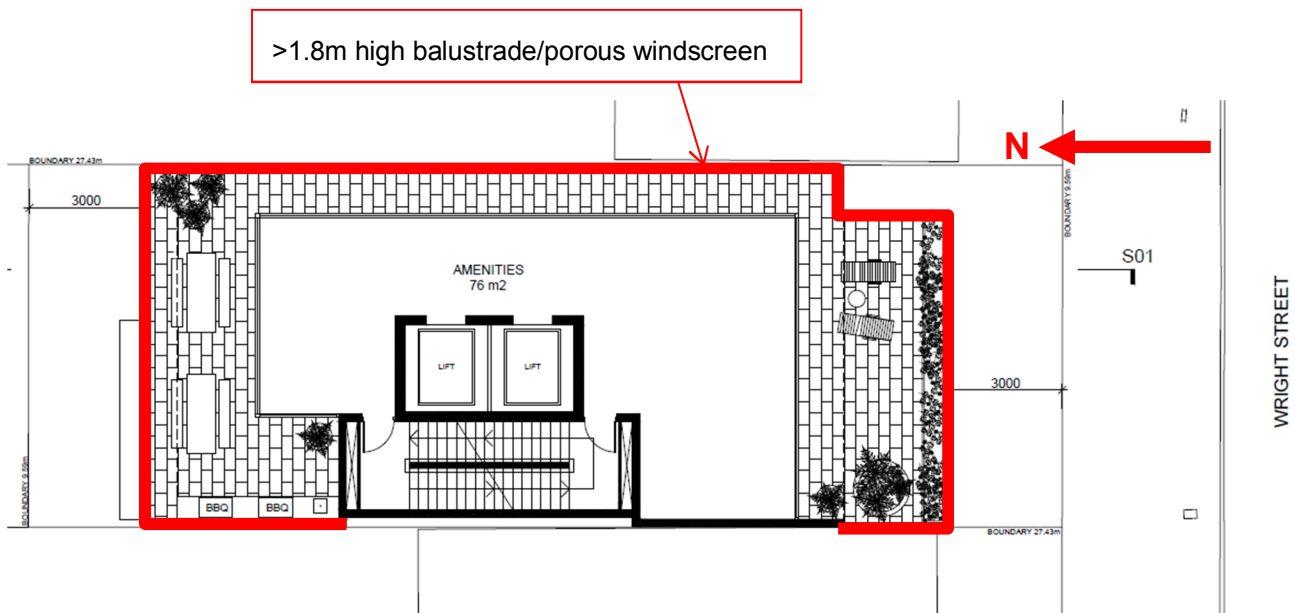 >1.8m high balustrade/porous windscreen
N
BOUNDARY 27.43m
3000
BOUNDARY 9.59m
S01
AMENITIES
76 m2
LIFT
LIFT
WRIGHT STREET
3000
BOUNDARY 9.59m
BBQ
BBQ
BOUNDARY 27.43m